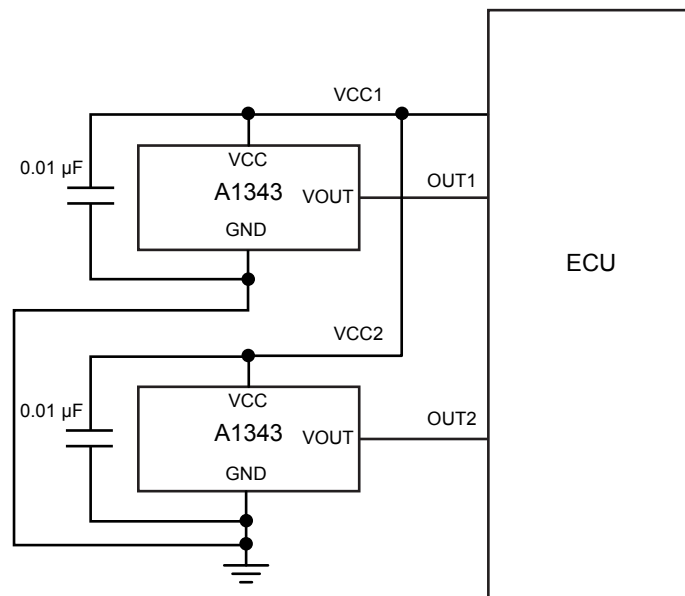 VCC1
0.01 µF
VCC
A1343
VOUT
GND
OUT1
ECU
VCC2
0.01 µF
VCC
A1343
VOUT
GND
OUT2